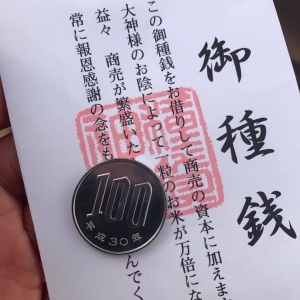 御種銭
この御種銭をお借りして商売の資本に加えま
大神様のお陰によって一粒のお米が万倍にな
益々 商売が繁盛いた
んでく
常に報恩感謝の念をも
100
平成30年